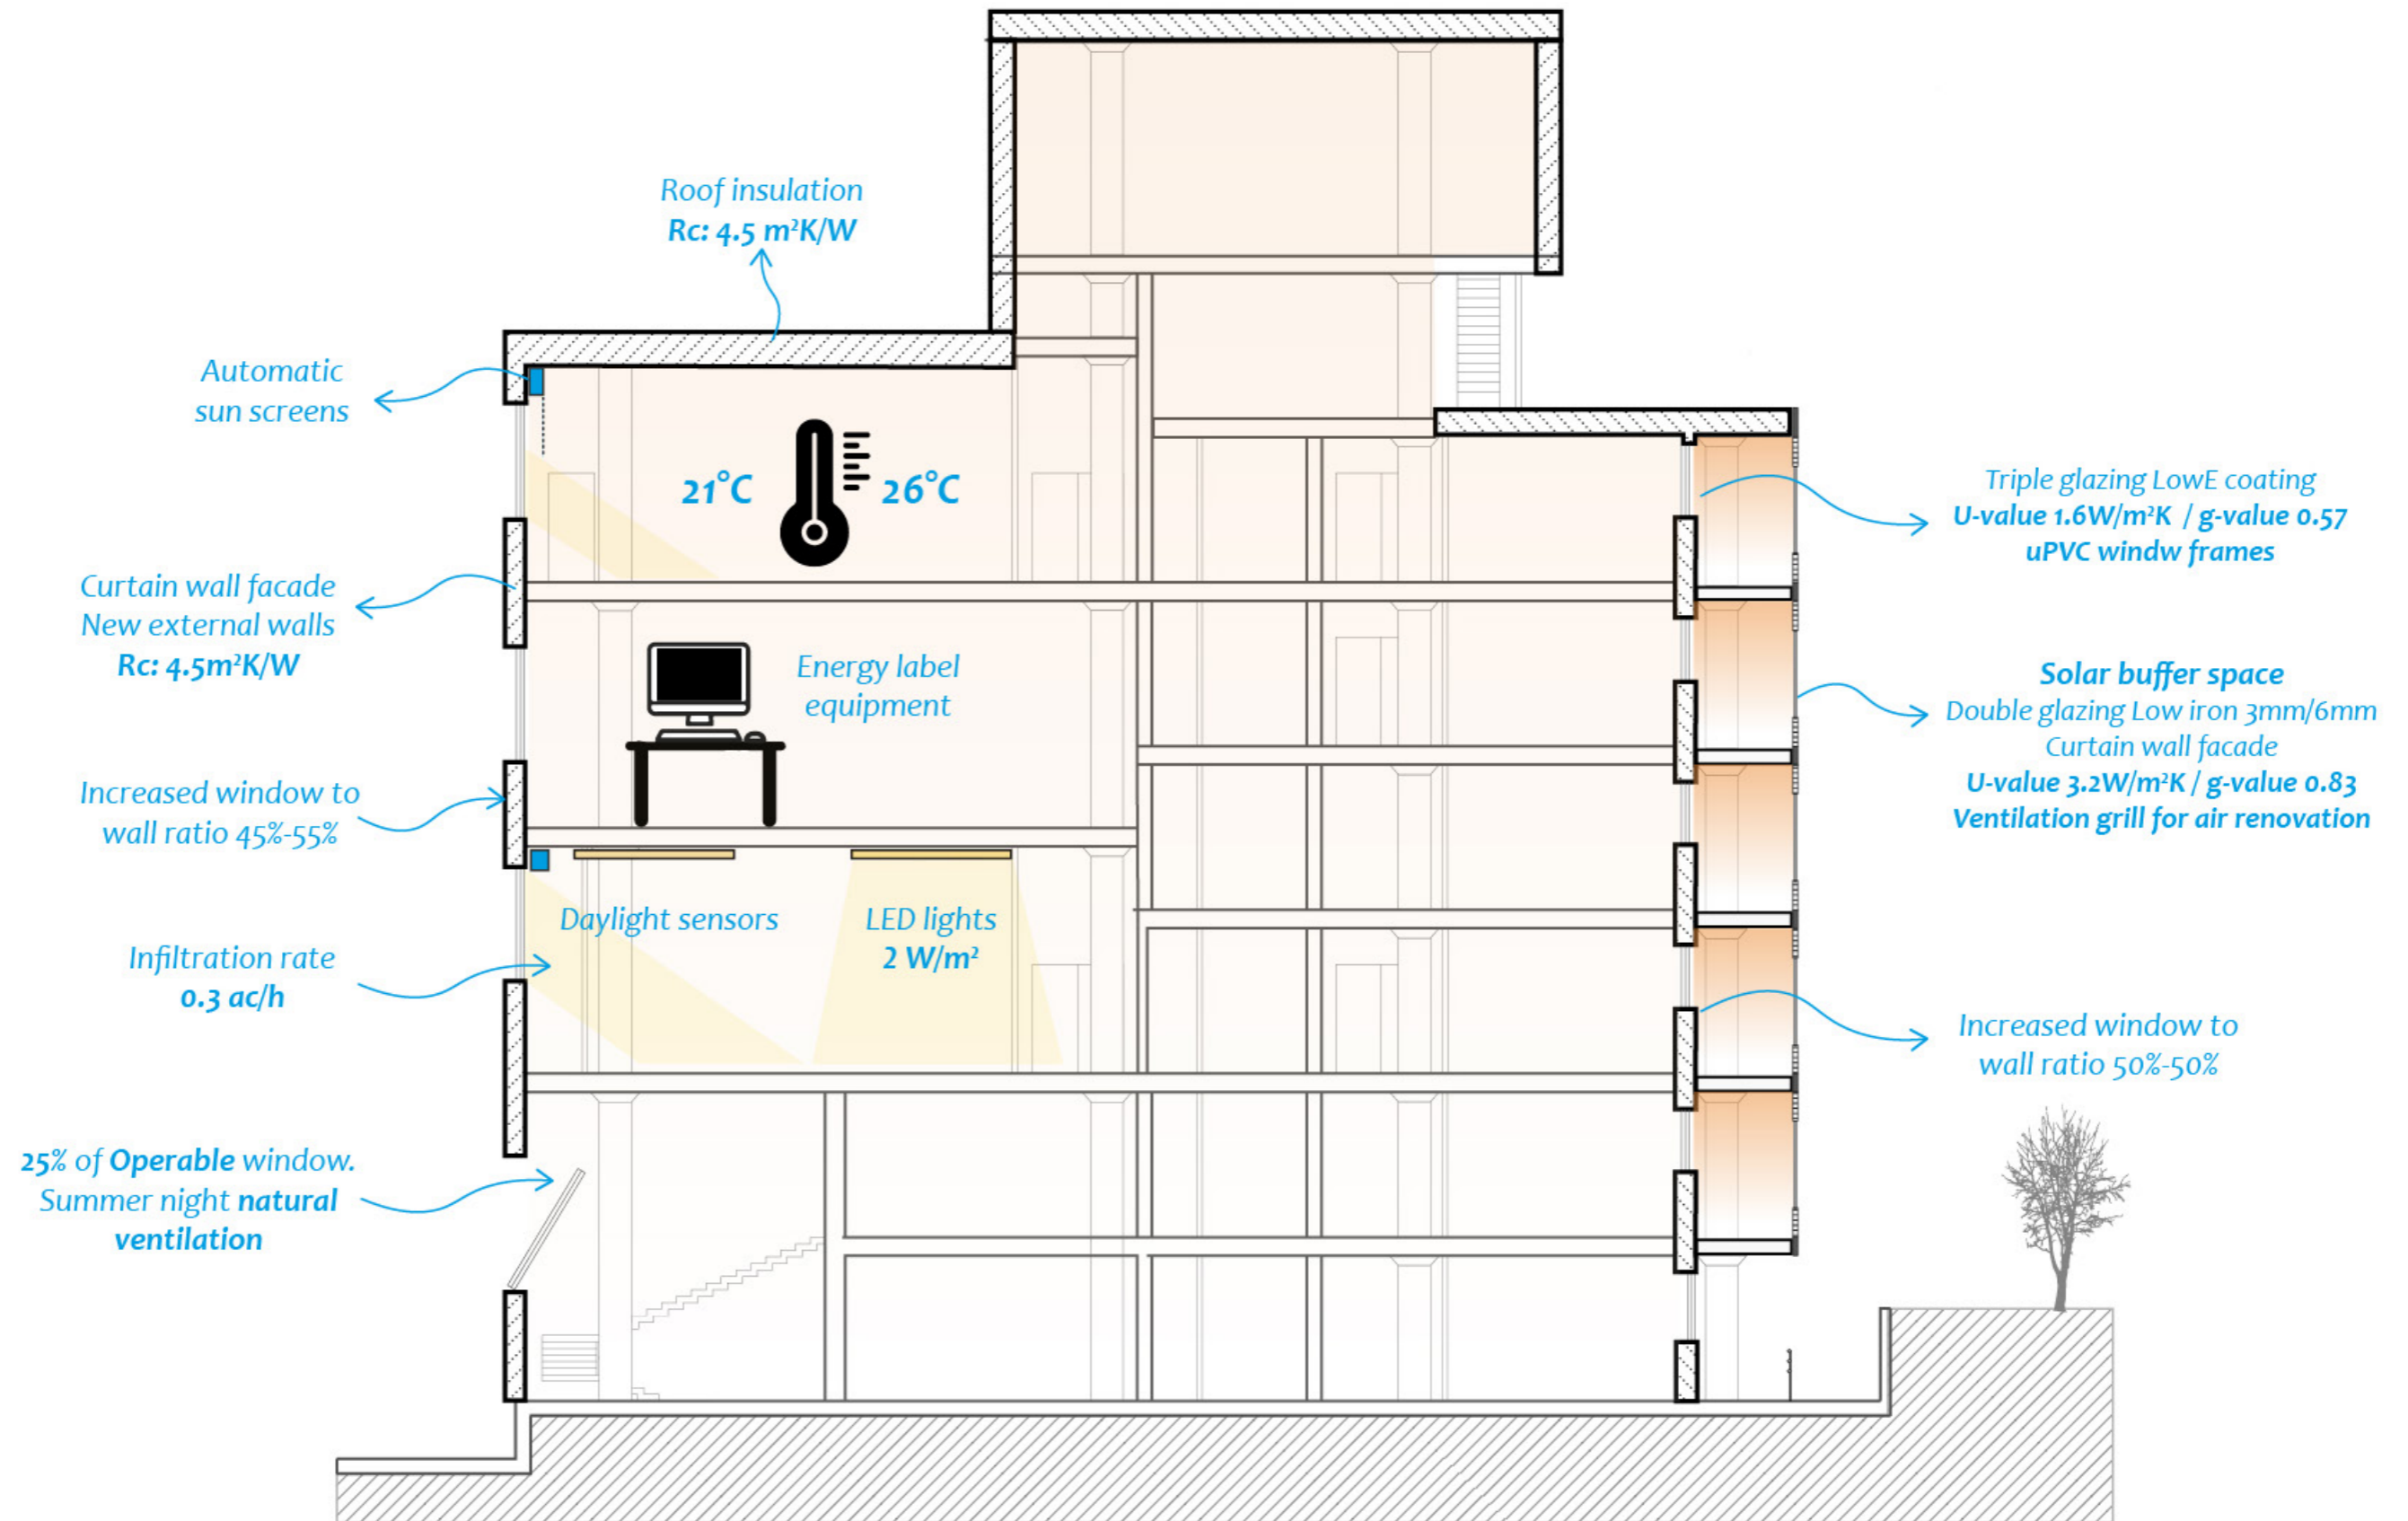 Roof insulation
Rc: 4.5 m²K/W
Automatic
sun screens
21°C
26°C
Triple glazing LowE coating
U-value 1.6W/m²K / g-value 0.57
uPVC windw frames
Curtain wall facade
New external walls
Rc: 4.5m²K/W
Energy label
equipment
Solar buffer space
Double glazing Low iron 3mm/6mm
Curtain wall facade
U-value 3.2W/m²K / g-value 0.83
Ventilation grill for air renovation
Increased window to
wall ratio 45%-55%
Daylight sensors
LED lights
2 W/m²
Infiltration rate
0.3 ac/h
Increased window to
wall ratio 50%-50%
25% of Operable window.
Summer night natural
ventilation